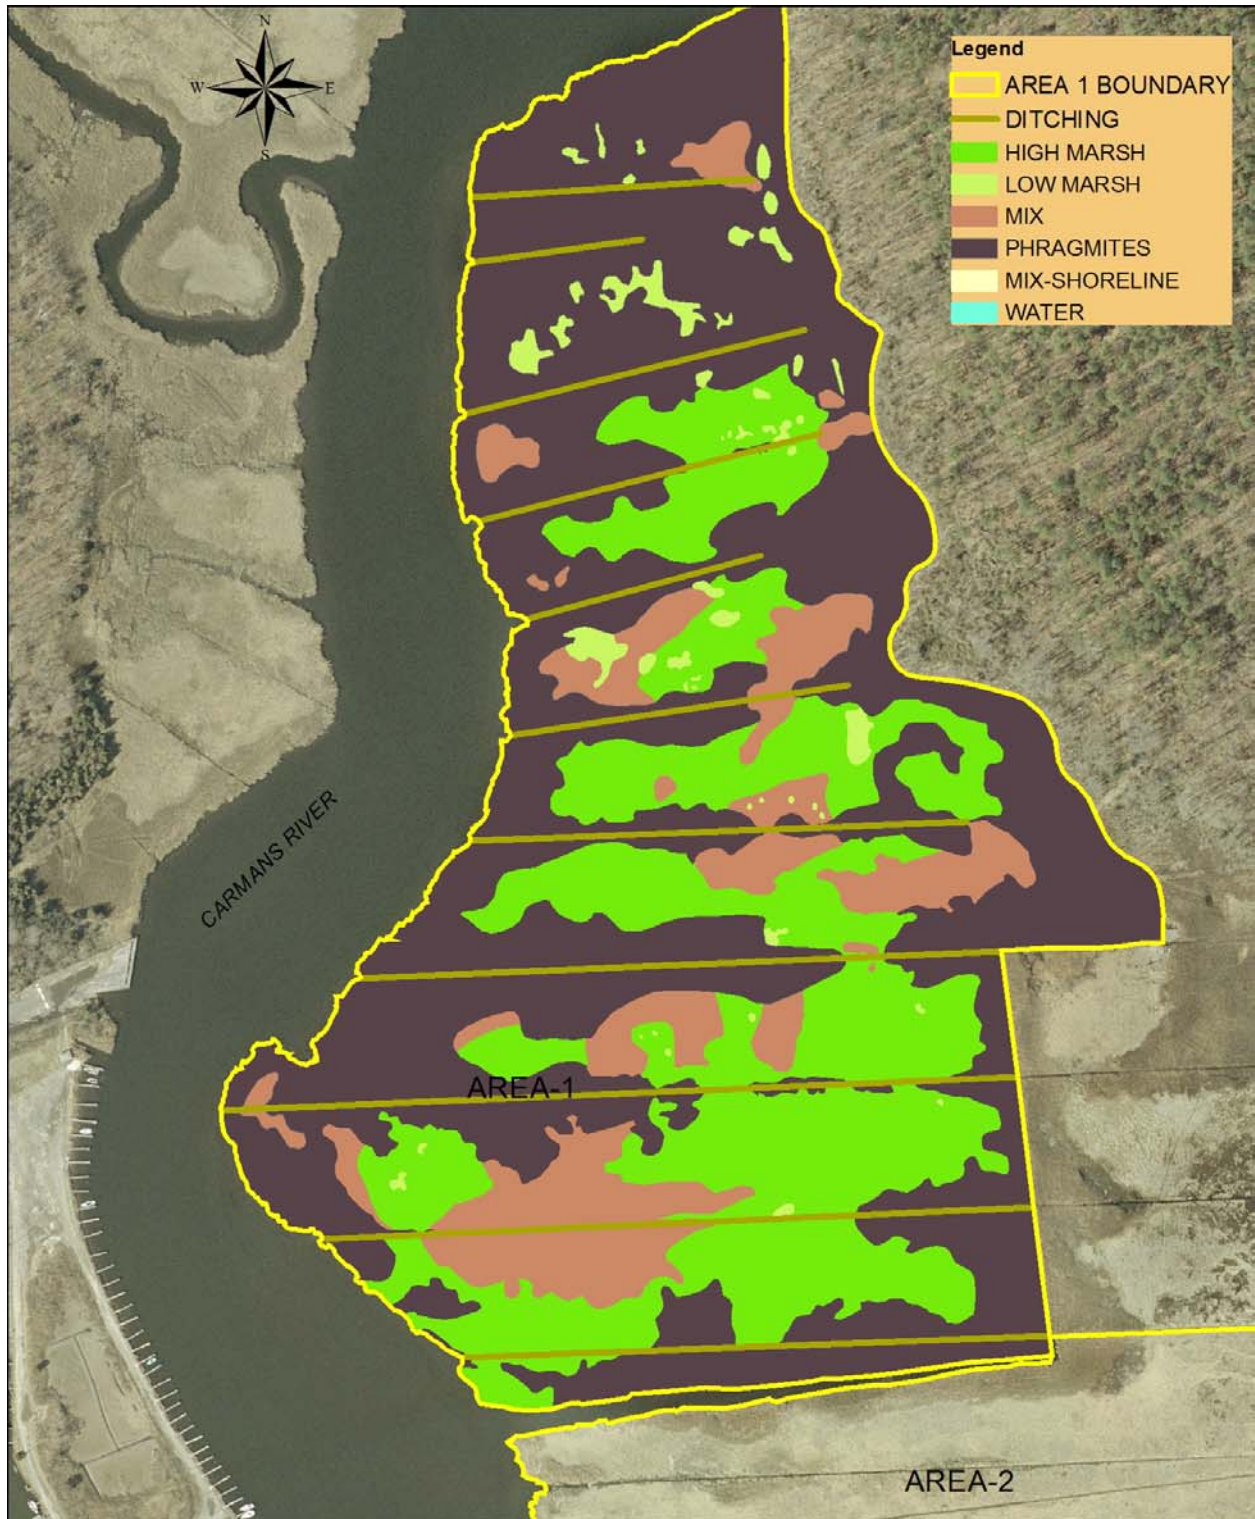 N
W
E
S
Legend
AREA 1 BOUNDARY
DITCHING
HIGH MARSH
LOW MARSH
MIX
PHRAGMITES
MIX-SHORELINE
WATER
CARMANS RIVER
AREA-1
AREA-2